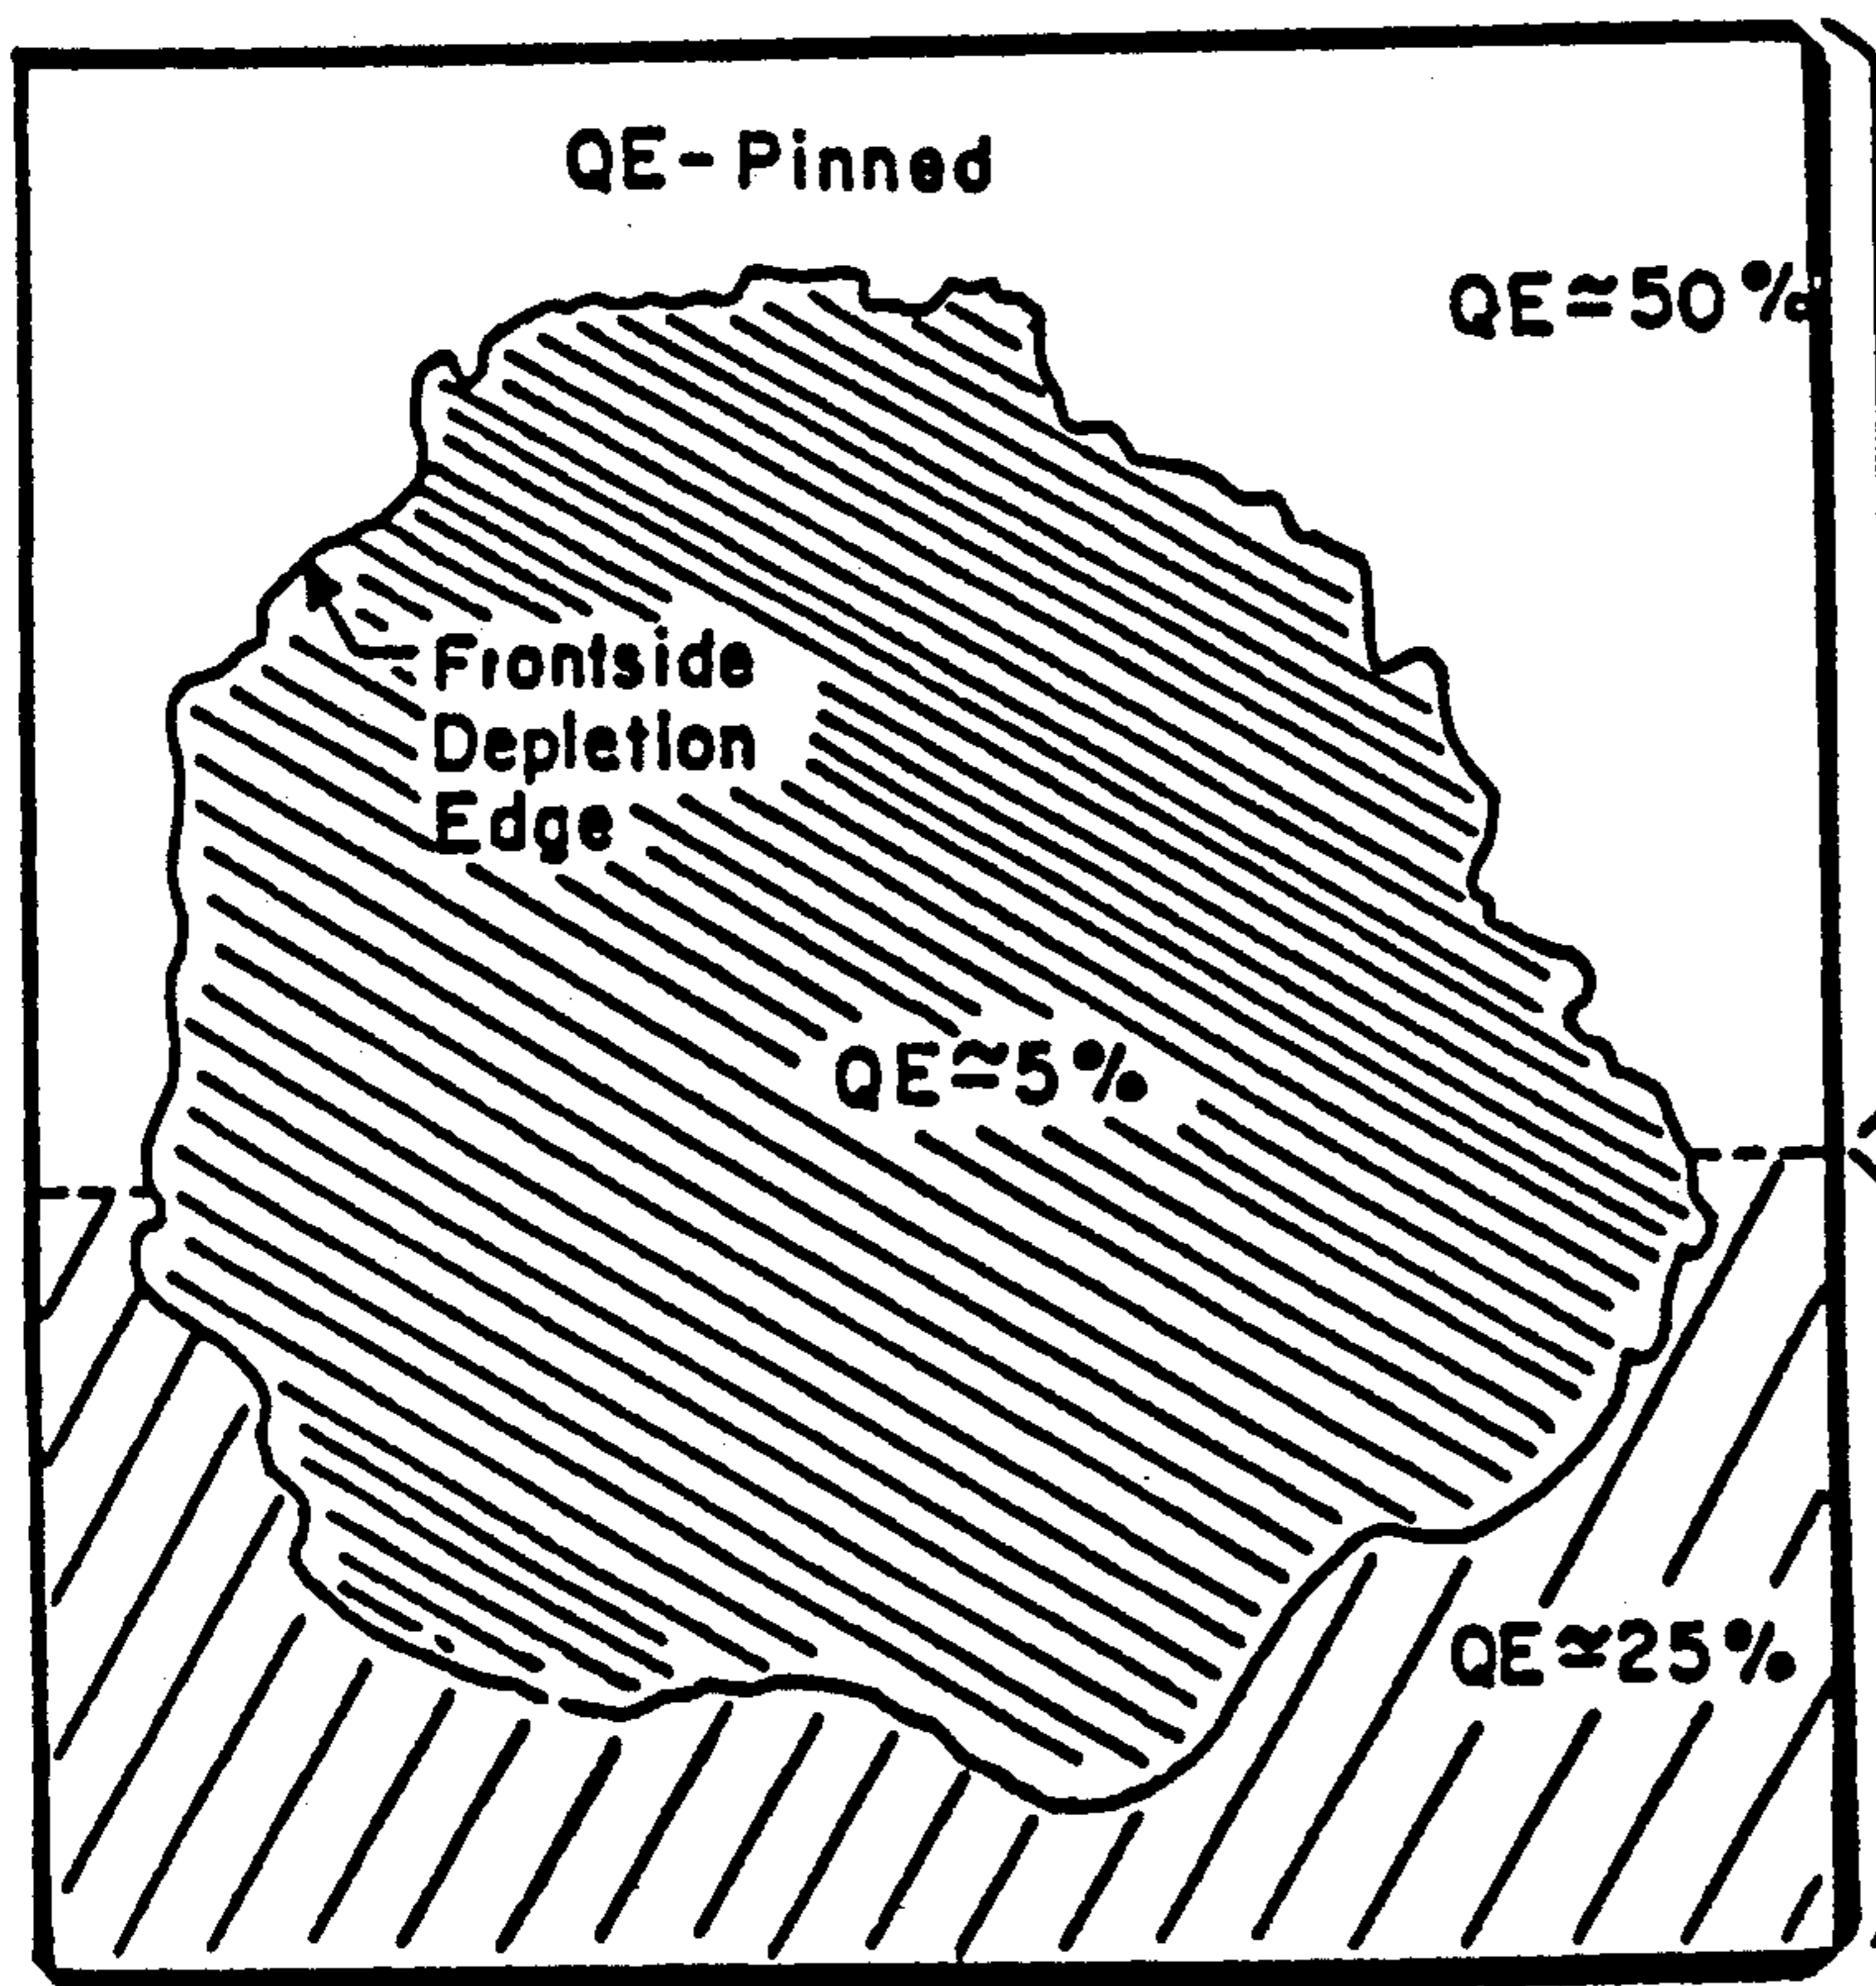 QE-Pinned
QE≃50%
Frontside
Depletion
Edge
QE≃5%
QE≃25%